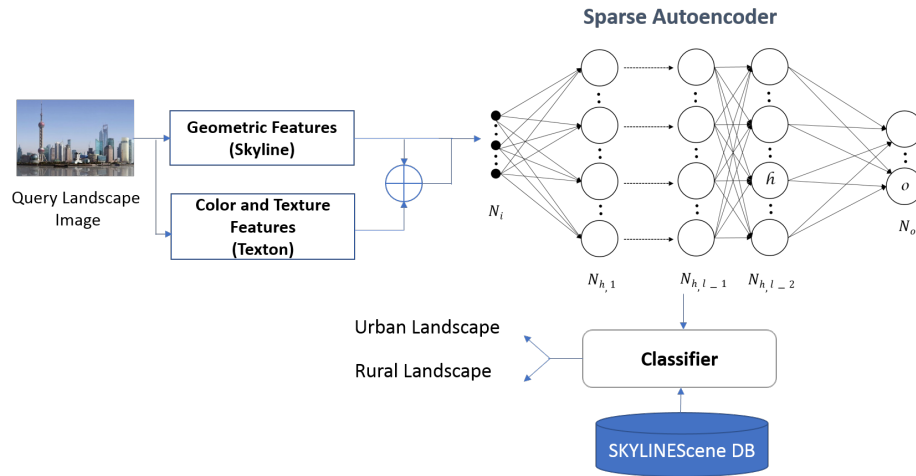 Sparse Autoencoder
Geometric Features
(Skyline)
Query Landscape
Image
Color and Texture
Features
(Texton)
N_i
h
o
N_o
N_{h, 1}
N_{h, l − 1}
N_{h, l − 2}
Urban Landscape
Rural Landscape
Classifier
SKYLINEScene DB